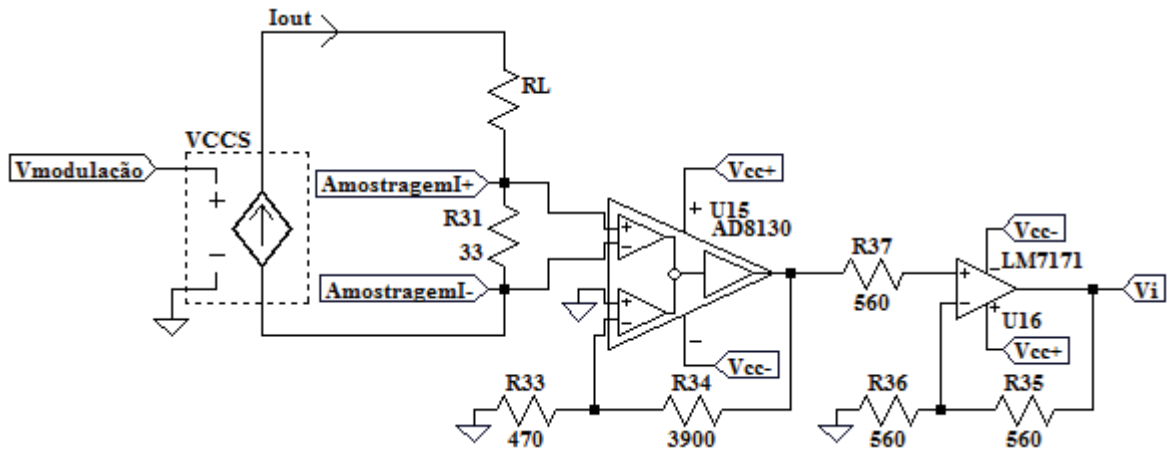 Iout
RL
VCCS
Vmodulação
+
−
AmostragemI+
R31
33
AmostragemI-
Vcc+
+
U15
AD8130
+
−
+
−
−
Vcc-
R33
470
R34
3900
R37
560
Vcc-
−
LM7171
+
−
+
U16
Vcc+
Vi
R36
560
R35
560